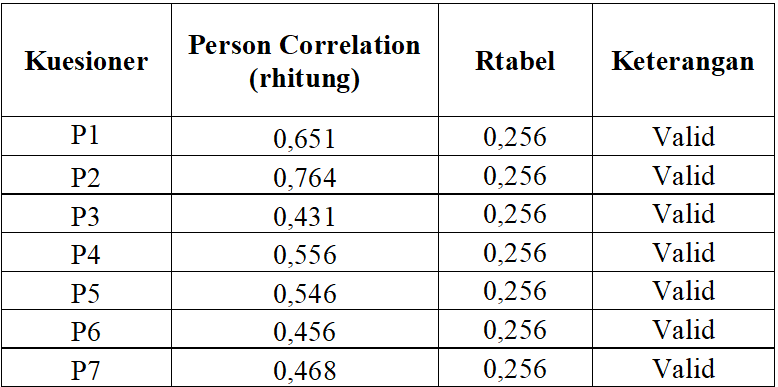 Kuesioner Person Correlation (rhitung) Rtabel Keterangan
P1 0,651 0,256 Valid
P2 0,764 0,256 Valid
P3 0,431 0,256 Valid
P4 0,556 0,256 Valid
P5 0,546 0,256 Valid
P6 0,456 0,256 Valid
P7 0,468 0,256 Valid